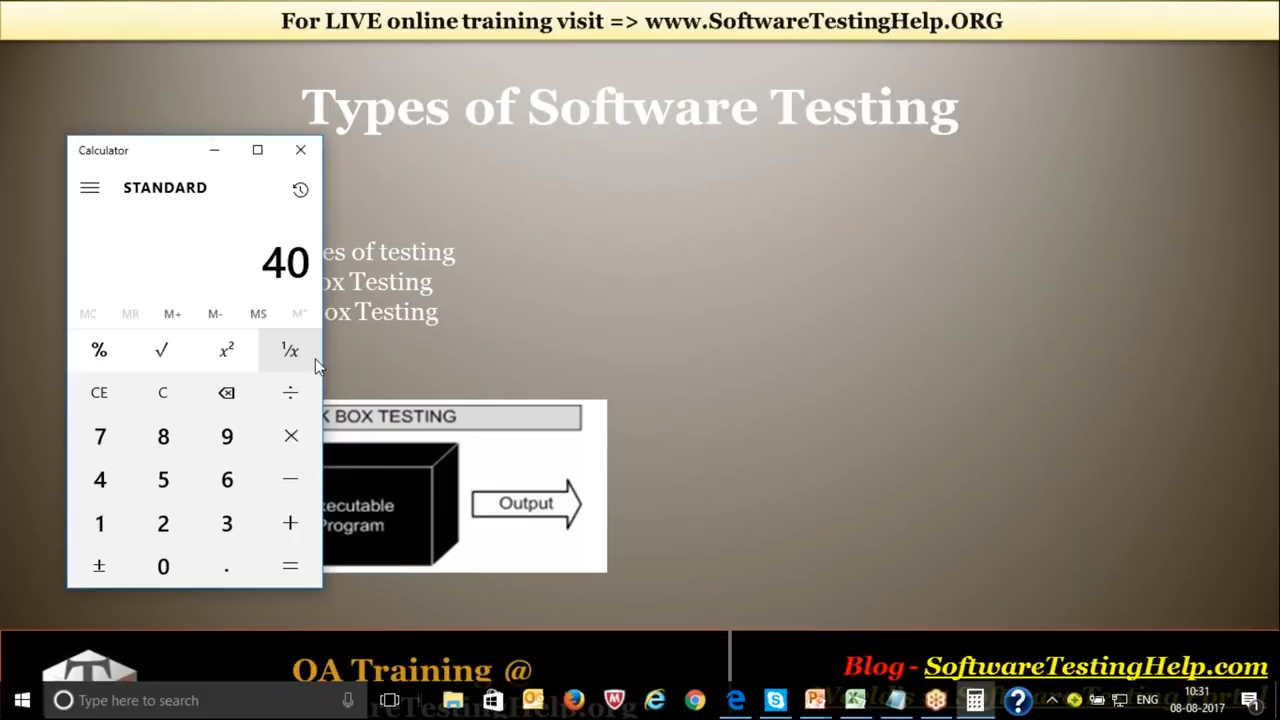 For LIVE online training visit => www.SoftwareTestingHelp.ORG
Types of Software Testing
Calculator
STANDARD
40
es of testing
ox Testing
ox Testing
MC MR M+ M- MS M
% √ x² ¹/x
CE C ÷
7 8 9 ×
4 5 6 −
1 2 3 +
± 0 . =
K BOX TESTING
xecutable
Program
Output
QA Training @
Blog - SoftwareTestingHelp.com
Type here to search
ENG
10:31
08-08-2017